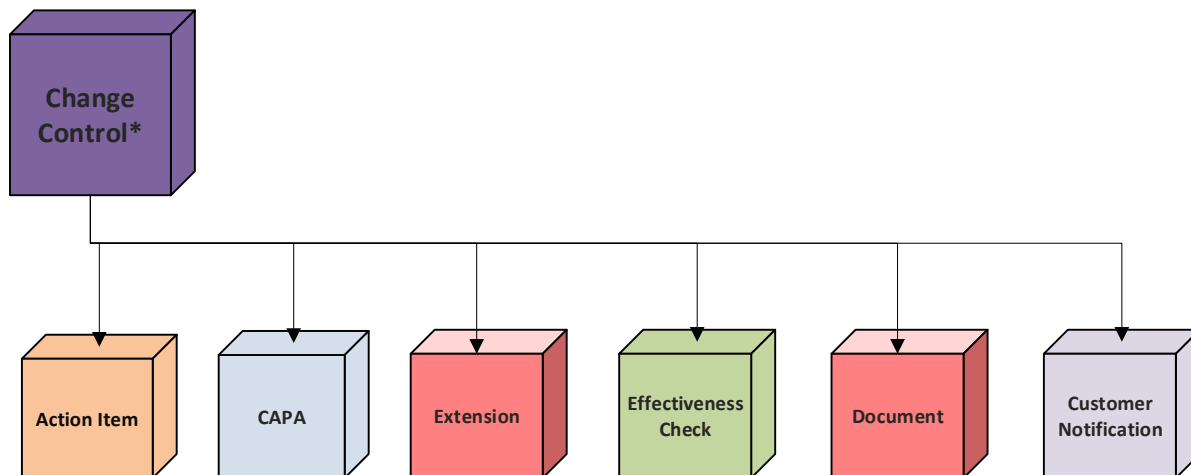 Change
Control*
Action Item
CAPA
Extension
Effectiveness
Check
Document
Customer
Notification